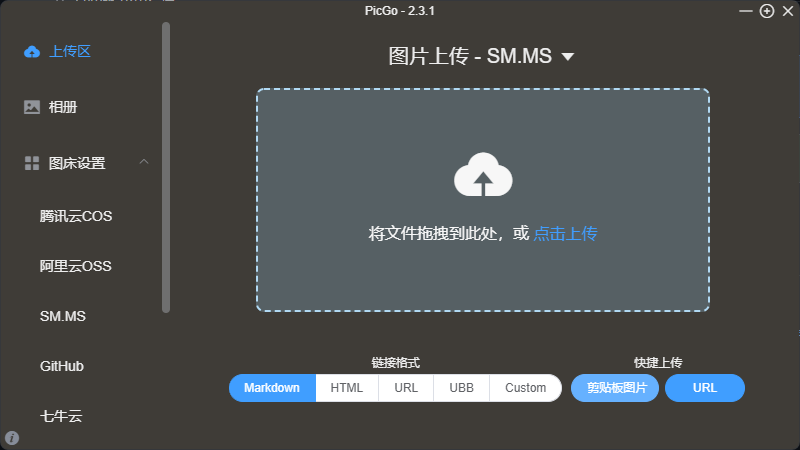 PicGo - 2.3.1
上传区
相册
图床设置
腾讯云COS
阿里云OSS
SM.MS
GitHub
七牛云
图片上传 - SM.MS
将文件拖拽到此处，或 点击上传
链接格式
Markdown HTML URL UBB Custom
快捷上传
剪贴板图片 URL